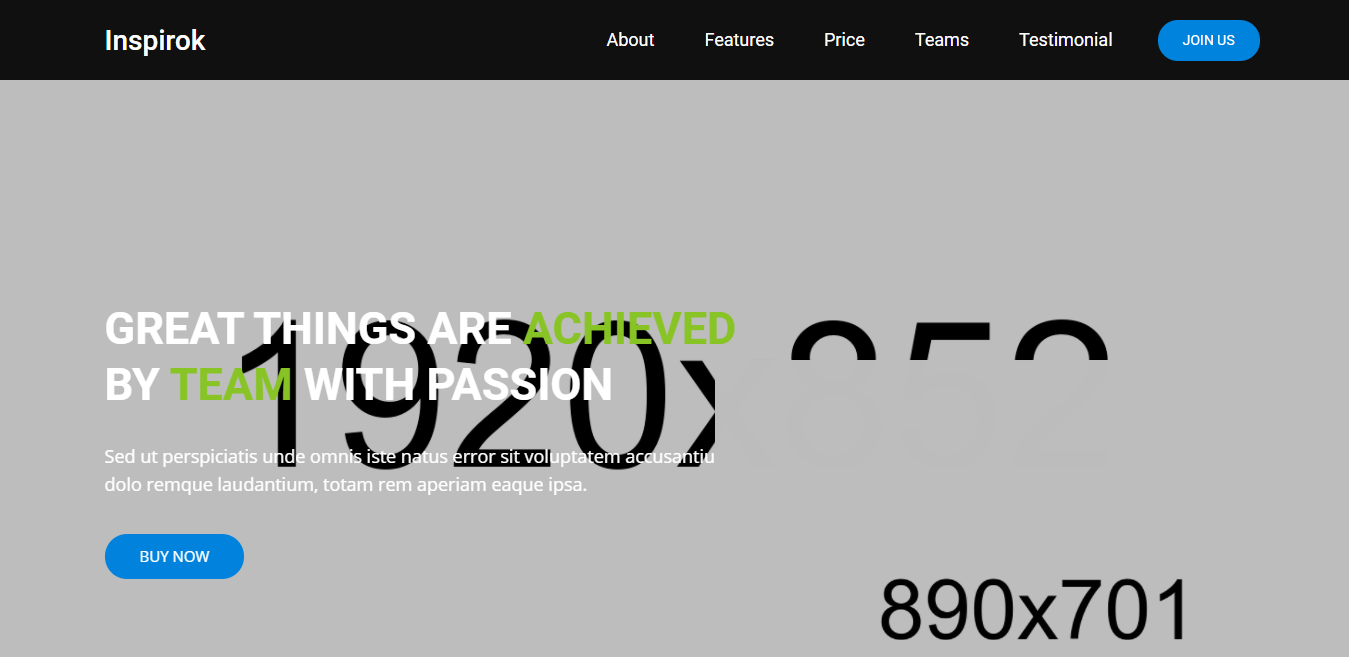 Inspirok
About
Features
Price
Teams
Testimonial
JOIN US
GREAT THINGS ARE ACHIEVED
BY TEAM WITH PASSION
1920x852
Sed ut perspiciatis unde omnis iste natus error sit voluptatem accusantiu
dolo remque laudantium, totam rem aperiam eaque ipsa.
BUY NOW
890x701